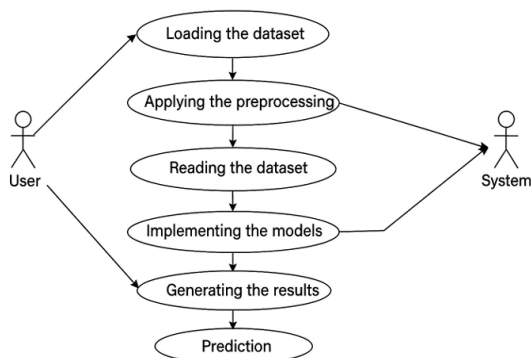 Loading the dataset
Applying the preprocessing
User
Reading the dataset
System
Implementing the models
Generating the results
Prediction